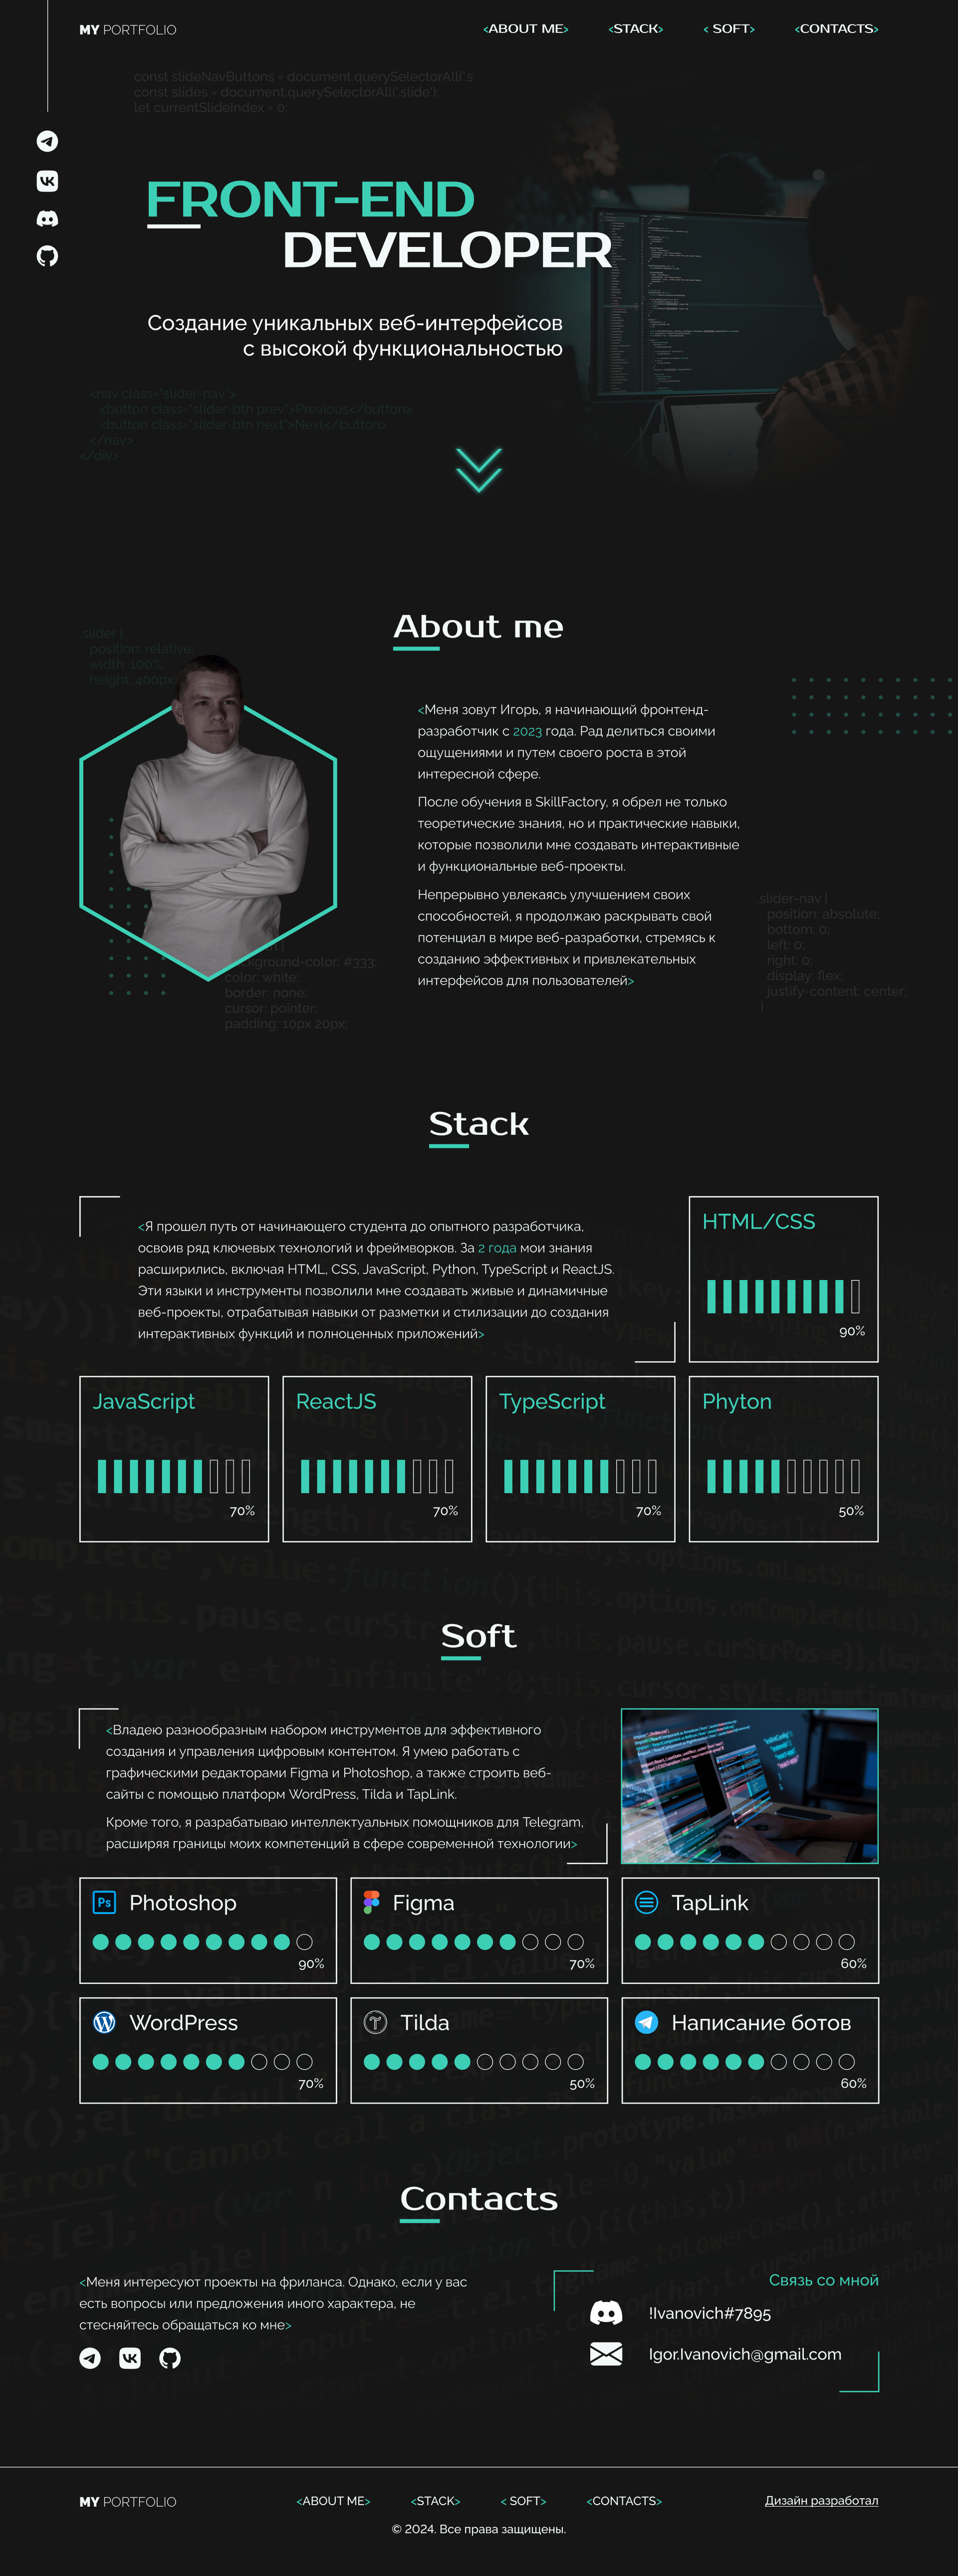 MY PORTFOLIO
<ABOUT ME>
<STACK>
< SOFT>
<CONTACTS>
const slideNavButtons = document.querySelectorAll('.s
const slides = document.querySelectorAll('.slide');
let currentSlideIndex = 0;
FRONT-END
DEVELOPER
Создание уникальных веб-интерфейсов
с высокой функциональностью
<nav class="slider-nav">
<button class="slider-btn prev">Previous</button>
<button class="slider-btn next">Next</button>
</nav>
</div>
About me
.slider {
position: relative;
width: 100%;
height: 400px;
<Меня зовут Игорь, я начинающий фронтенд-
разработчик с 2023 года. Рад делиться своими
ощущениями и путем своего роста в этой
интересной сфере.
После обучения в SkillFactory, я обрел не только
теоретические знания, но и практические навыки,
которые позволили мне создавать интерактивные
и функциональные веб-проекты.
Непрерывно увлекаясь улучшением своих
способностей, я продолжаю раскрывать свой
потенциал в мире веб-разработки, стремясь к
созданию эффективных и привлекательных
интерфейсов для пользователей>
.slider-nav {
position: absolute;
bottom: 0;
left: 0;
right: 0;
display: flex;
justify-content: center;
}
{
ckground-color: #333;
color: white;
border: none;
cursor: pointer;
padding: 10px 20px;
Stack
<Я прошел путь от начинающего студента до опытного разработчика,
освоив ряд ключевых технологий и фреймворков. За 2 года мои знания
расширились, включая HTML, CSS, JavaScript, Python, TypeScript и ReactJS.
Эти языки и инструменты позволили мне создавать живые и динамичные
веб-проекты, отрабатывая навыки от разметки и стилизации до создания
интерактивных функций и полноценных приложений>
HTML/CSS
90%
JavaScript
70%
ReactJS
70%
TypeScript
70%
Phyton
50%
Soft
<Владею разнообразным набором инструментов для эффективного
создания и управления цифровым контентом. Я умею работать с
графическими редакторами Figma и Photoshop, а также строить веб-
сайты с помощью платформ WordPress, Tilda и TapLink.
Кроме того, я разрабатываю интеллектуальных помощников для Telegram,
расширяя границы моих компетенций в сфере современной технологии>
Ps Photoshop
90%
Figma
70%
TapLink
60%
WordPress
70%
Tilda
50%
Написание ботов
60%
Contacts
<Меня интересуют проекты на фриланса. Однако, если у вас
есть вопросы или предложения иного характера, не
стесняйтесь обращаться ко мне>
Связь со мной
!Ivanovich#7895
Igor.Ivanovich@gmail.com
MY PORTFOLIO
<ABOUT ME>
<STACK>
< SOFT>
<CONTACTS>
Дизайн разработал
© 2024. Все права защищены.